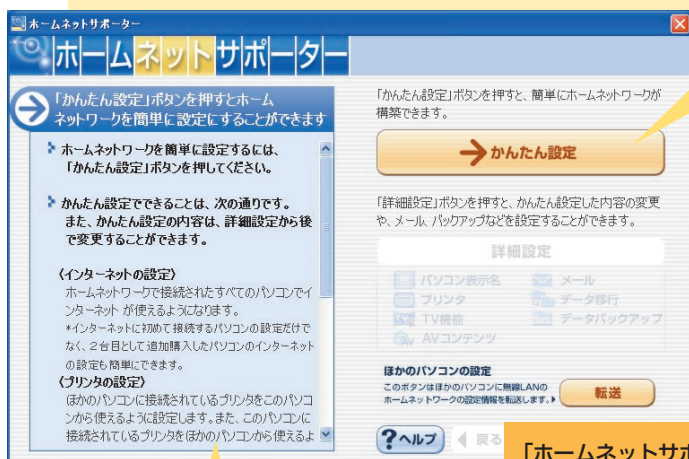 ホームネットサポーター
ホームネットサポーター
「かんたん設定」ボタンを押すとホーム
ネットワークを簡単に設定にすることができます
ホームネットワークを簡単に設定するには、
「かんたん設定」ボタンを押してください。
かんたん設定でできることは、次の通りです。
また、かんたん設定の内容は、詳細設定から後
で変更することができます。
〈インターネットの設定〉
ホームネットワークで接続されたすべてのパソコンでイ
ンターネット が使えるようになります。
*インターネットに初めて接続するパソコンの設定だけで
なく、2台目として追加購入したパソコンのインターネット
の設定も簡単にできます。
〈プリンタの設定〉
ほかのパソコンに接続されているプリンタをこのパソコ
ンから使えるように設定します。また、このパソコンに
接続されているプリンタをほかのパソコンから使えるよ
「かんたん設定」ボタンを押すと、簡単にホームネットワークが
構築できます。
かんたん設定
「詳細設定」ボタンを押すと、かんたん設定した内容の変更
や、メール、バックアップなどを設定することができます。
詳細設定
パソコン表示名
メール
プリンタ
データ移行
TV機能
データバックアップ
AVコンテンツ
ほかのパソコンの設定
このボタンはほかのパソコンに無線LANの
ホームネットワークの設定情報を転送します。
転送
?ヘルプ
戻る
「ホームネットサポ